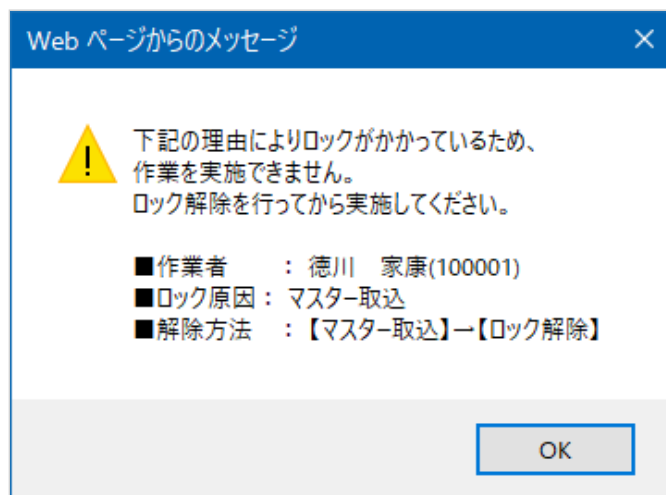 Web ページからのメッセージ
下記の理由によりロックがかかっているため、
作業を実施できません。
ロック解除を行ってから実施してください。
■作業者　　：徳川　家康(100001)
■ロック原因：マスター取込
■解除方法　：【マスター取込】→【ロック解除】
OK